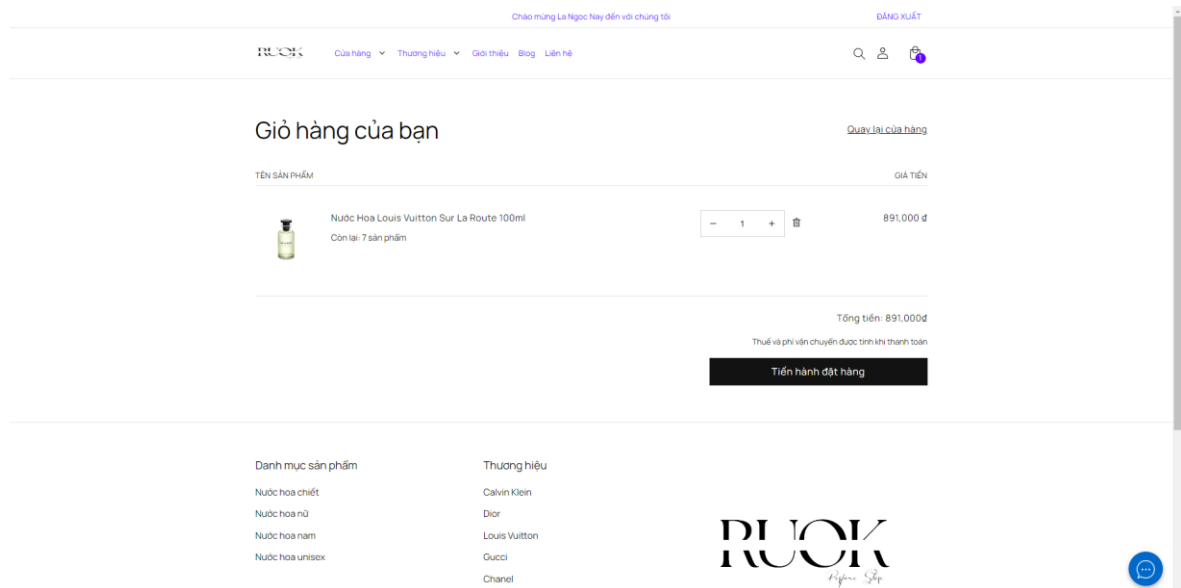 Chào mừng La Ngọc Nay đến với chúng tôi
ĐĂNG XUẤT
RUOK
Cửa hàng
Thương hiệu
Giới thiệu
Blog
Liên hệ
1
Giỏ hàng của bạn
Quay lại cửa hàng
TÊN SẢN PHẨM
GIÁ TIỀN
Nước Hoa Louis Vuitton Sur La Route 100ml
− 1 +
891,000 đ
Còn lại: 7 sản phẩm
Tổng tiền: 891,000đ
Thuế và phí vận chuyển được tính khi thanh toán
Tiến hành đặt hàng
Danh mục sản phẩm
Nước hoa chiết
Nước hoa nữ
Nước hoa nam
Nước hoa unisex
Thương hiệu
Calvin Klein
Dior
Louis Vuitton
Gucci
Chanel
RUOK
Perfume Shop